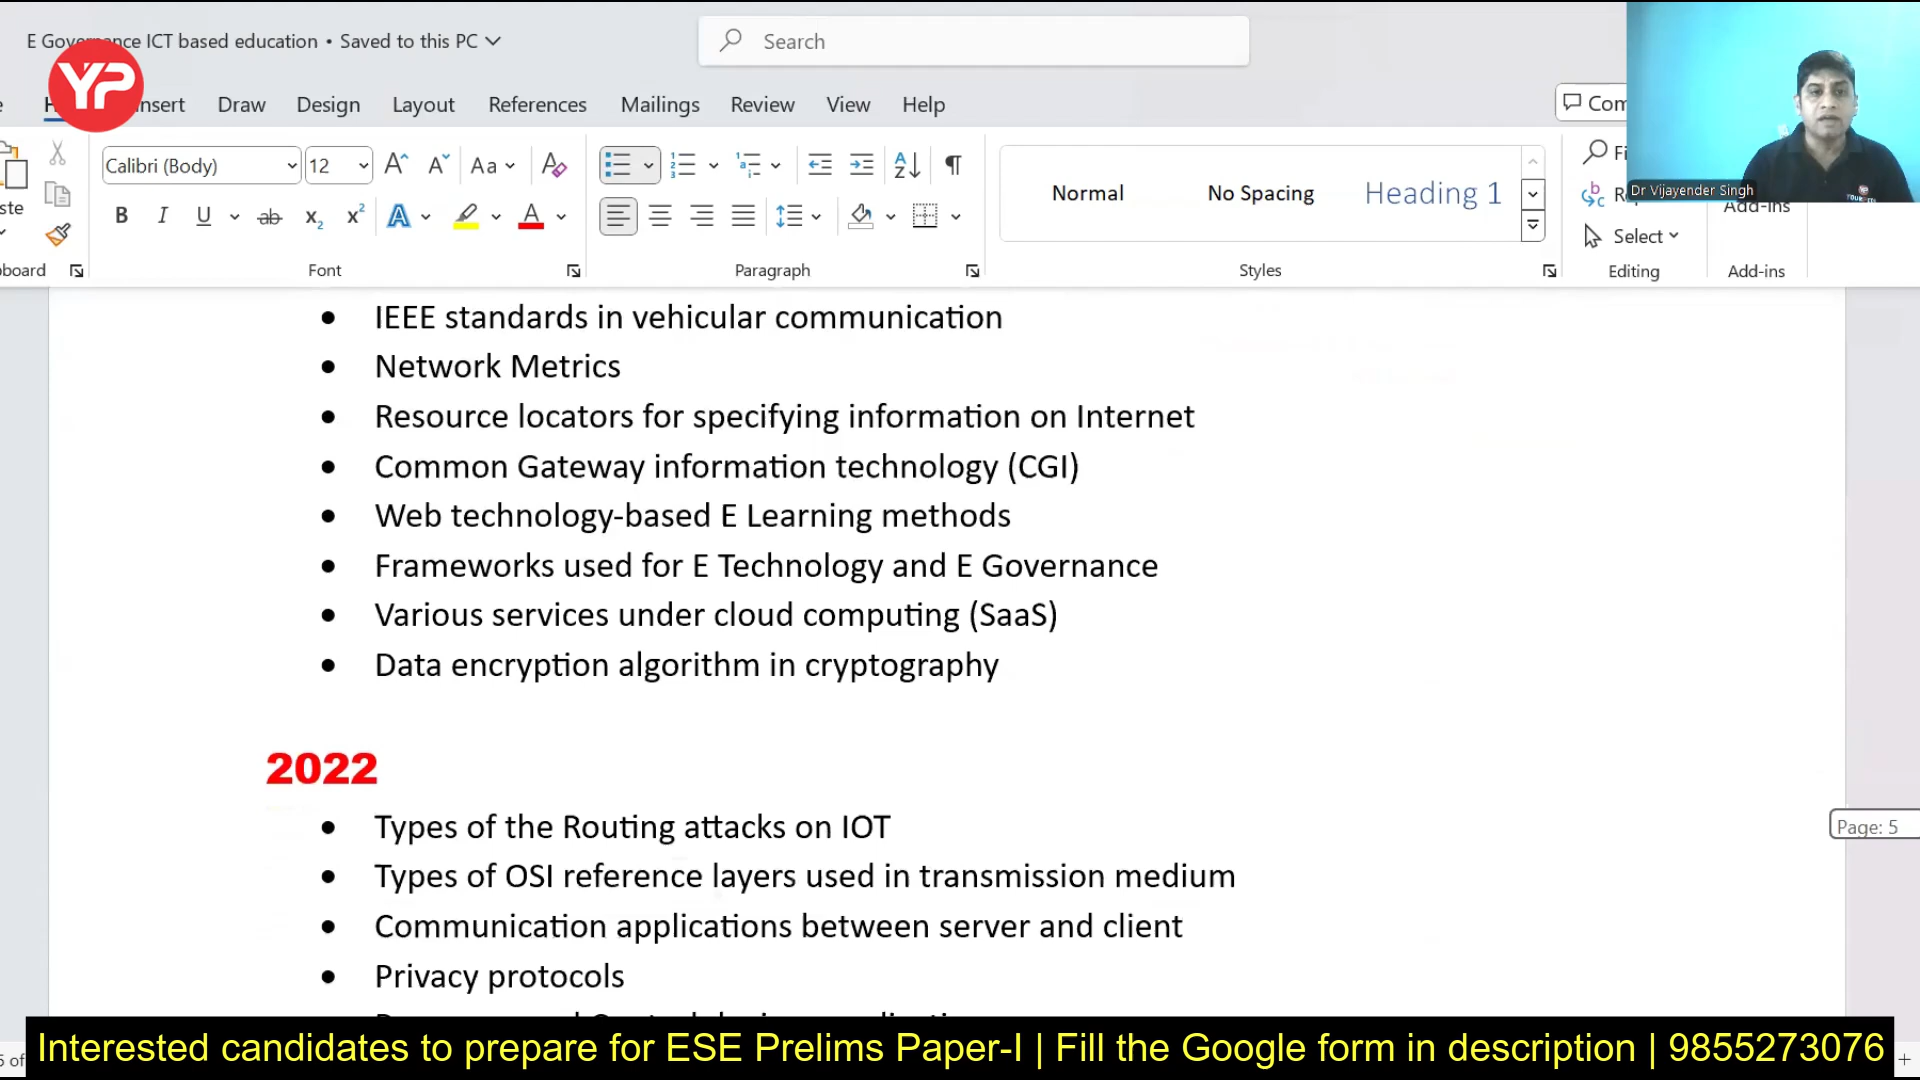 E Governance ICT based education • Saved to this PC
Search
YP
Insert Draw Design Layout References Mailings Review View Help
Calibri (Body) 12
Aa
Normal No Spacing Heading 1
Dr Vijayender Singh
Add-ins
Select
Font Paragraph Styles Editing Add-ins
• IEEE standards in vehicular communication
• Network Metrics
• Resource locators for specifying information on Internet
• Common Gateway information technology (CGI)
• Web technology-based E Learning methods
• Frameworks used for E Technology and E Governance
• Various services under cloud computing (SaaS)
• Data encryption algorithm in cryptography
2022
• Types of the Routing attacks on IOT
• Types of OSI reference layers used in transmission medium
• Communication applications between server and client
• Privacy protocols
Page: 5
Interested candidates to prepare for ESE Prelims Paper-I | Fill the Google form in description | 9855273076